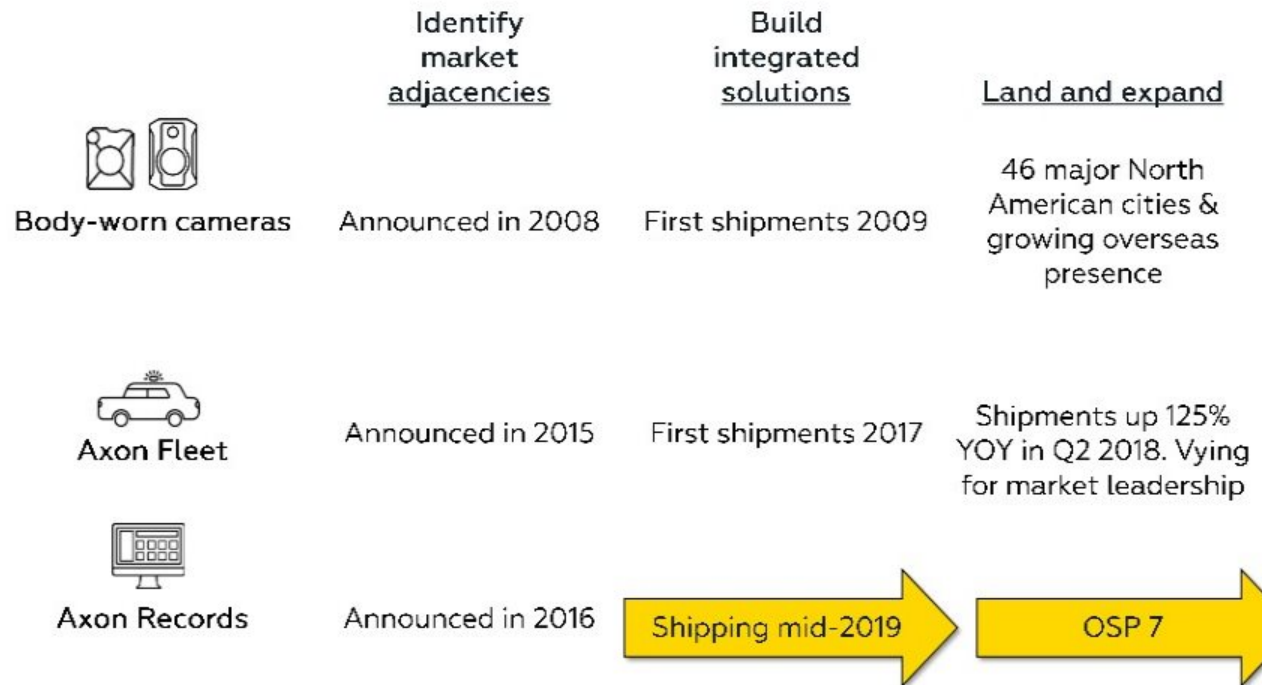 Identify
market
adjacencies
Build
integrated
solutions
Land and expand
Body-worn cameras
Announced in 2008
First shipments 2009
46 major North
American cities &
growing overseas
presence
Axon Fleet
Announced in 2015
First shipments 2017
Shipments up 125%
YOY in Q2 2018. Vying
for market leadership
Axon Records
Announced in 2016
Shipping mid-2019
OSP 7